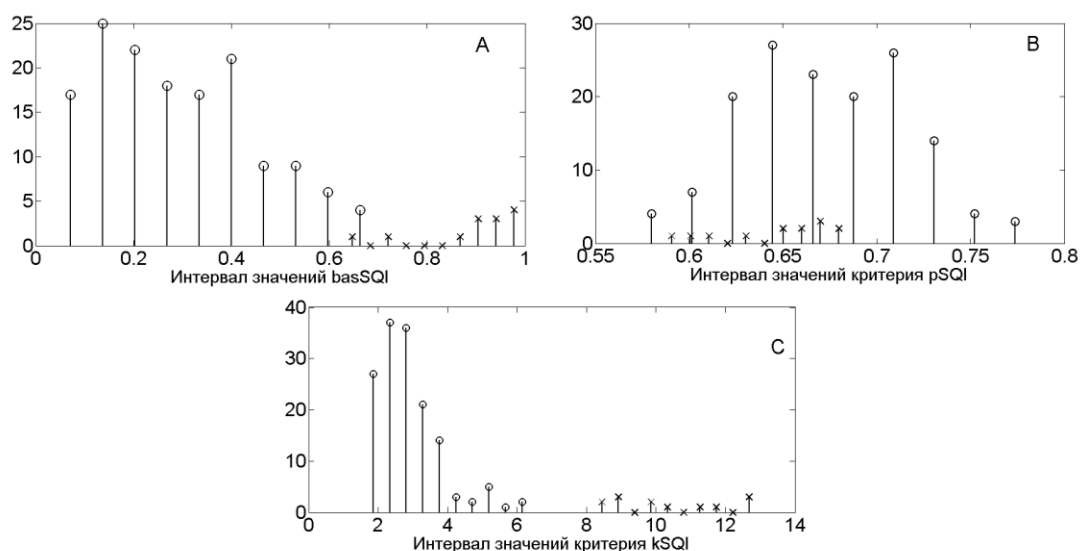 25
20
15
10
5
0
A
0 0.2 0.4 0.6 0.8 1
Интервал значений basSQI
30
20
10
0
B
0.55 0.6 0.65 0.7 0.75 0.8
Интервал значений критерия pSQI
40
30
20
10
0
C
0 2 4 6 8 10 12 14
Интервал значений критерия kSQI